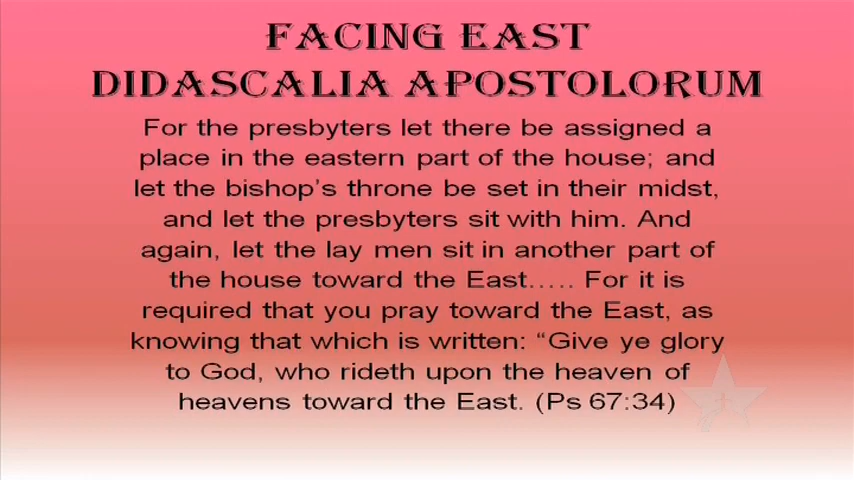 FACING EAST
DIDASCALIA APOSTOLORUM
For the presbyters let there be assigned a
place in the eastern part of the house; and
let the bishop's throne be set in their midst,
and let the presbyters sit with him. And
again, let the lay men sit in another part of
the house toward the East..... For it is
required that you pray toward the East, as
knowing that which is written: “Give ye glory
to God, who rideth upon the heaven of
heavens toward the East. (Ps 67:34)